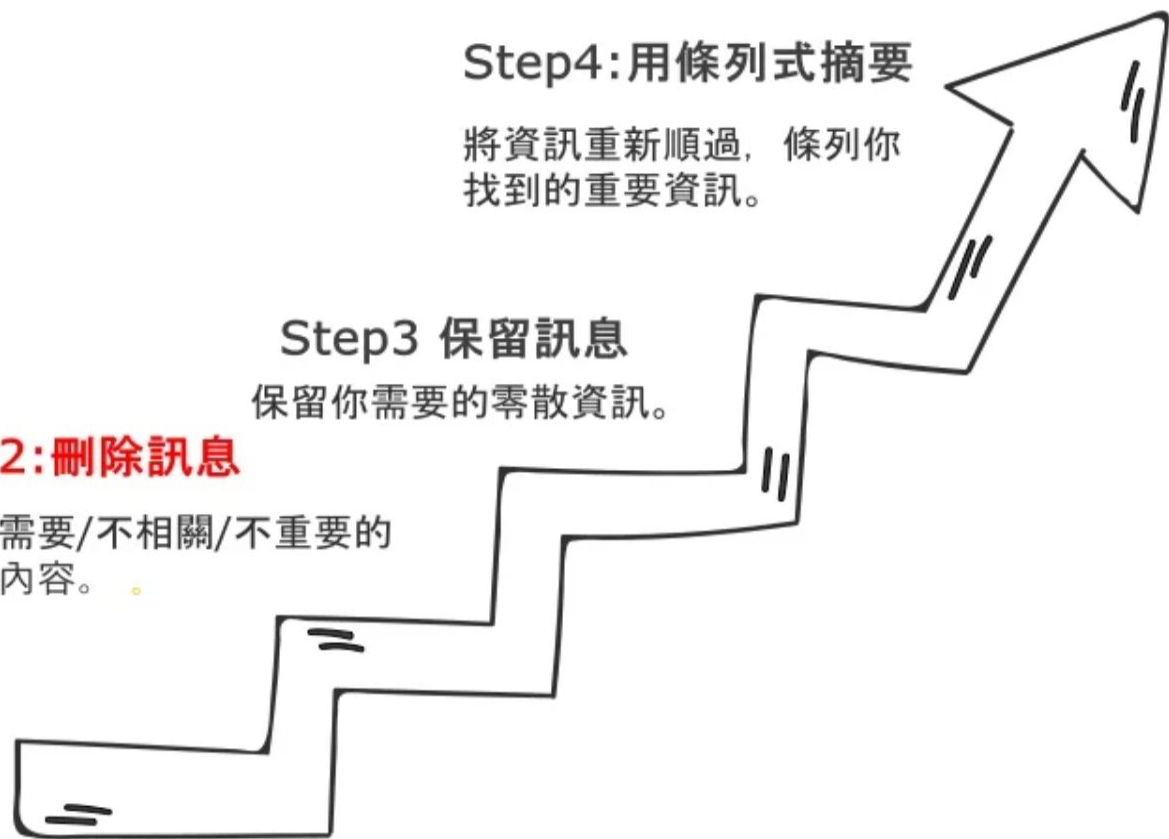 Step4:用條列式摘要
將資訊重新順過, 條列你
找到的重要資訊。
Step3 保留訊息
保留你需要的零散資訊。
2:刪除訊息
需要/不相關/不重要的
內容。 。